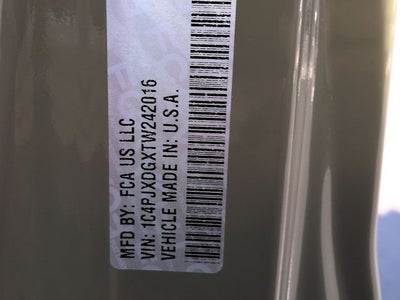 MFD BY: FCA US LLC
VIN: 1C4PJXDGXTW242016
VEHICLE MADE IN: U.S.A.